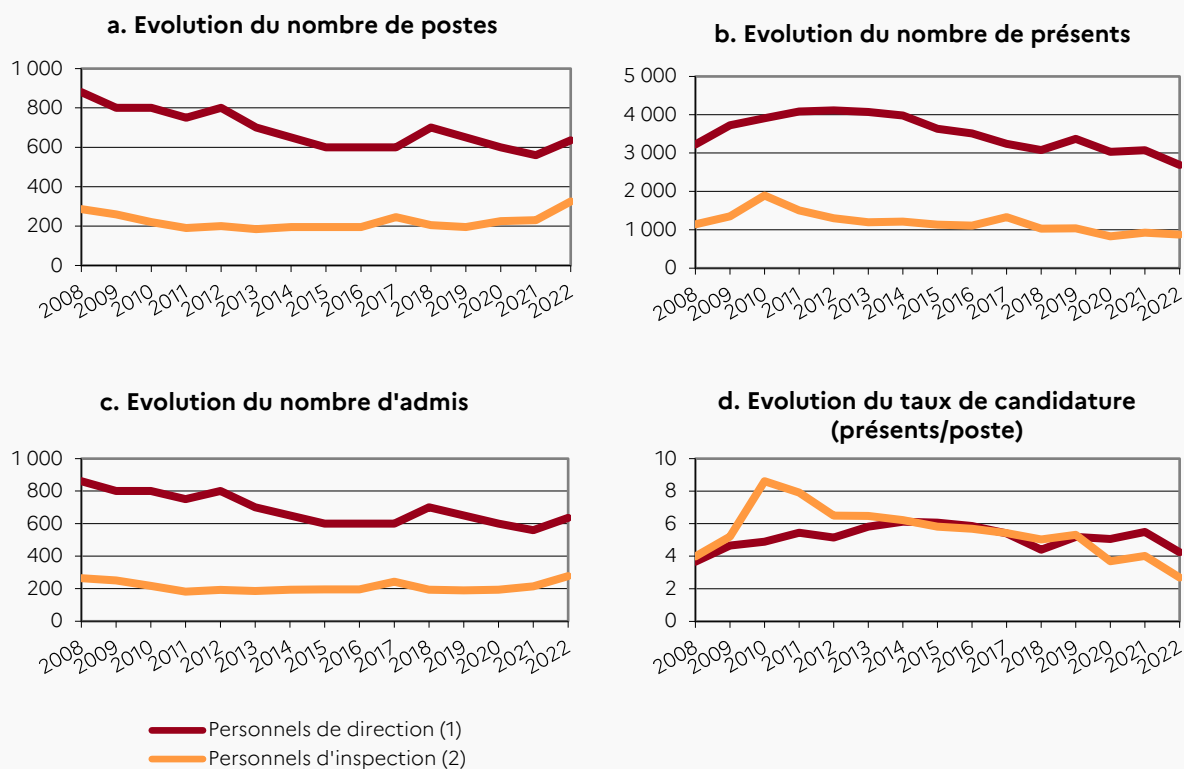 a. Evolution du nombre de postes
1 000
800
600
400
200
0
2008 2009 2010 2011 2012 2013 2014 2015 2016 2017 2018 2019 2020 2021 2022
b. Evolution du nombre de présents
5 000
4 000
3 000
2 000
1 000
0
2008 2009 2010 2011 2012 2013 2014 2015 2016 2017 2018 2019 2020 2021 2022
c. Evolution du nombre d'admis
1 000
800
600
400
200
0
2008 2009 2010 2011 2012 2013 2014 2015 2016 2017 2018 2019 2020 2021 2022
d. Evolution du taux de candidature
(présents/poste)
10
8
6
4
2
0
2008 2009 2010 2011 2012 2013 2014 2015 2016 2017 2018 2019 2020 2021 2022
Personnels de direction (1)
Personnels d'inspection (2)